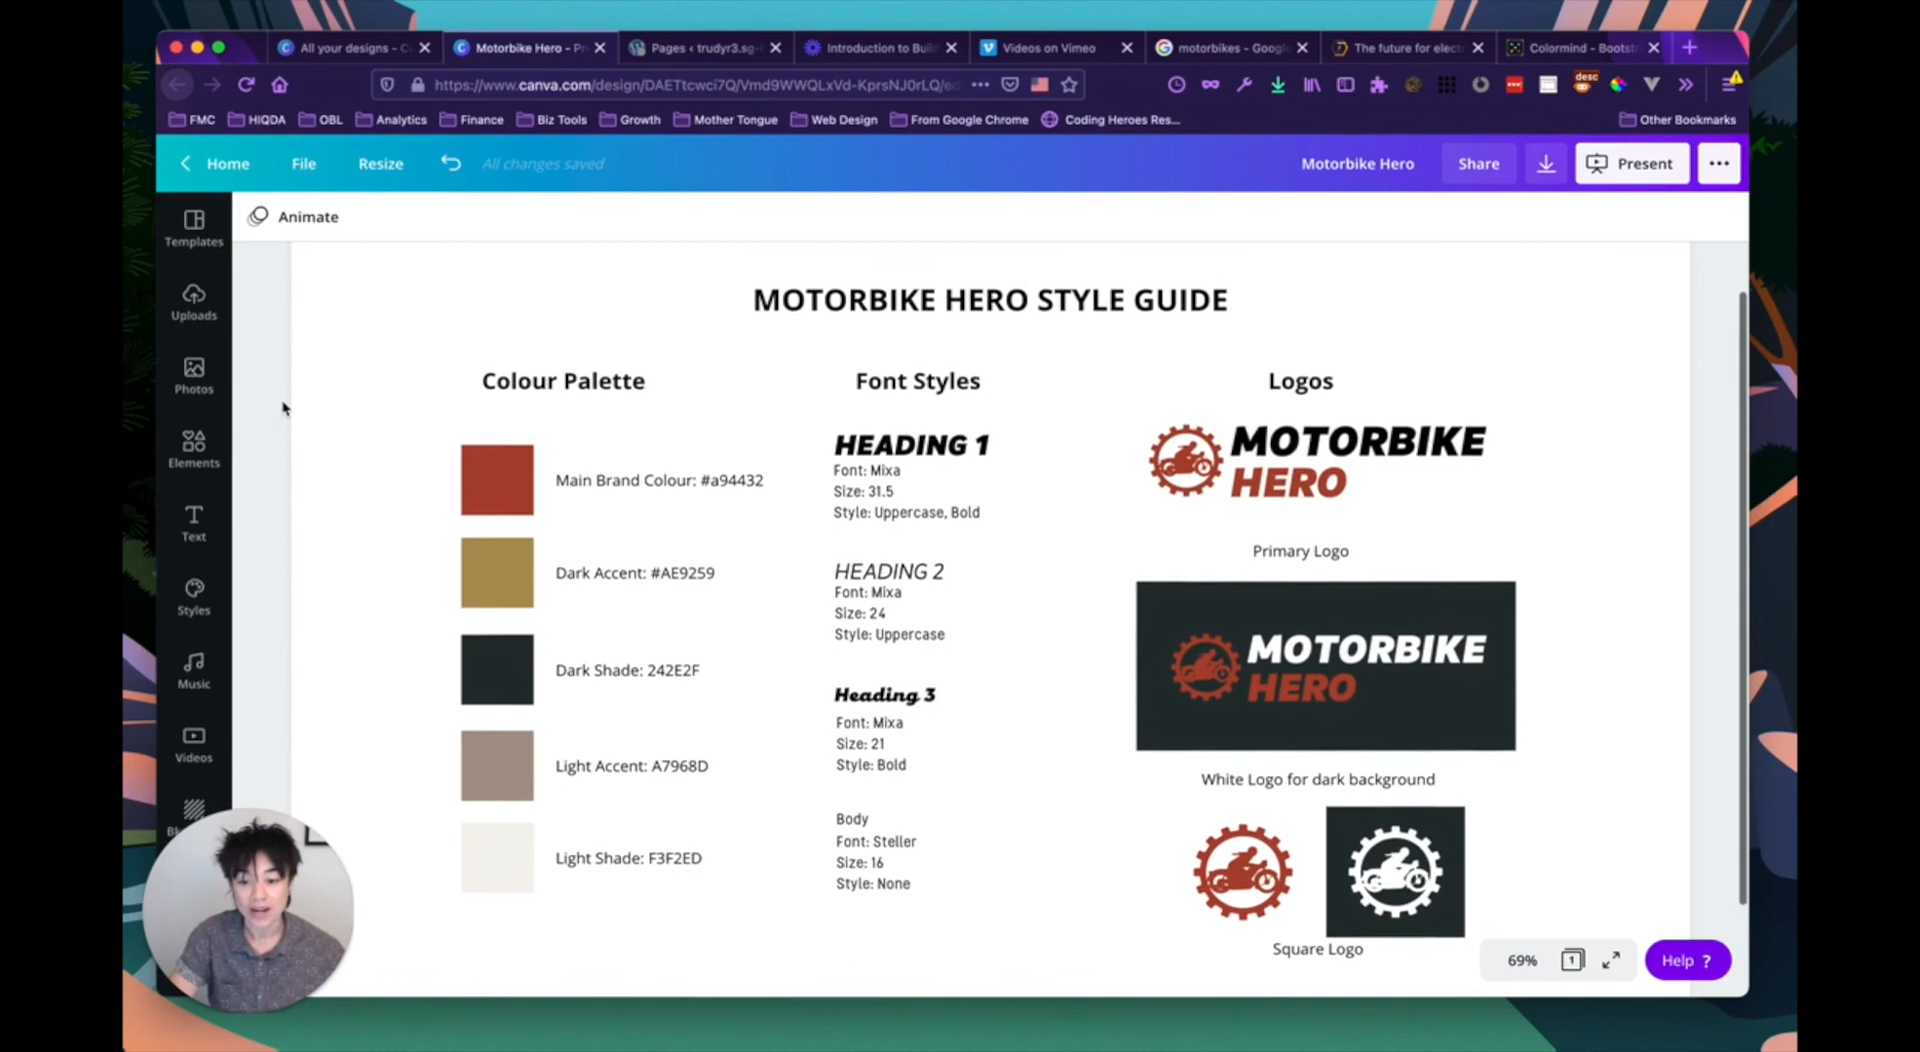 All your designs - C
Motorbike Hero - Pr
Pages ‹ trudyr3.sg-
Introduction to Buil
Videos on Vimeo
motorbikes - Google
The future for elect
Colormind - Bootst
https://www.canva.com/design/DAETtcwci7Q/Vmd9WWQLxVd-KprsNJ0rLQ/ed
desc
FMC
HIQDA
OBL
Analytics
Finance
Biz Tools
Growth
Mother Tongue
Web Design
From Google Chrome
Coding Heroes Res...
Other Bookmarks
Home
File
Resize
All changes saved
Motorbike Hero
Share
Present
Templates
Uploads
Photos
Elements
Text
Styles
Music
Videos
Animate
MOTORBIKE HERO STYLE GUIDE
Colour Palette
Main Brand Colour: #a94432
Dark Accent: #AE9259
Dark Shade: 242E2F
Light Accent: A7968D
Light Shade: F3F2ED
Font Styles
HEADING 1
Font: Mixa
Size: 31.5
Style: Uppercase, Bold
HEADING 2
Font: Mixa
Size: 24
Style: Uppercase
Heading 3
Font: Mixa
Size: 21
Style: Bold
Body
Font: Steller
Size: 16
Style: None
Logos
MOTORBIKE
HERO
Primary Logo
MOTORBIKE
HERO
White Logo for dark background
Square Logo
69%
1
Help ?